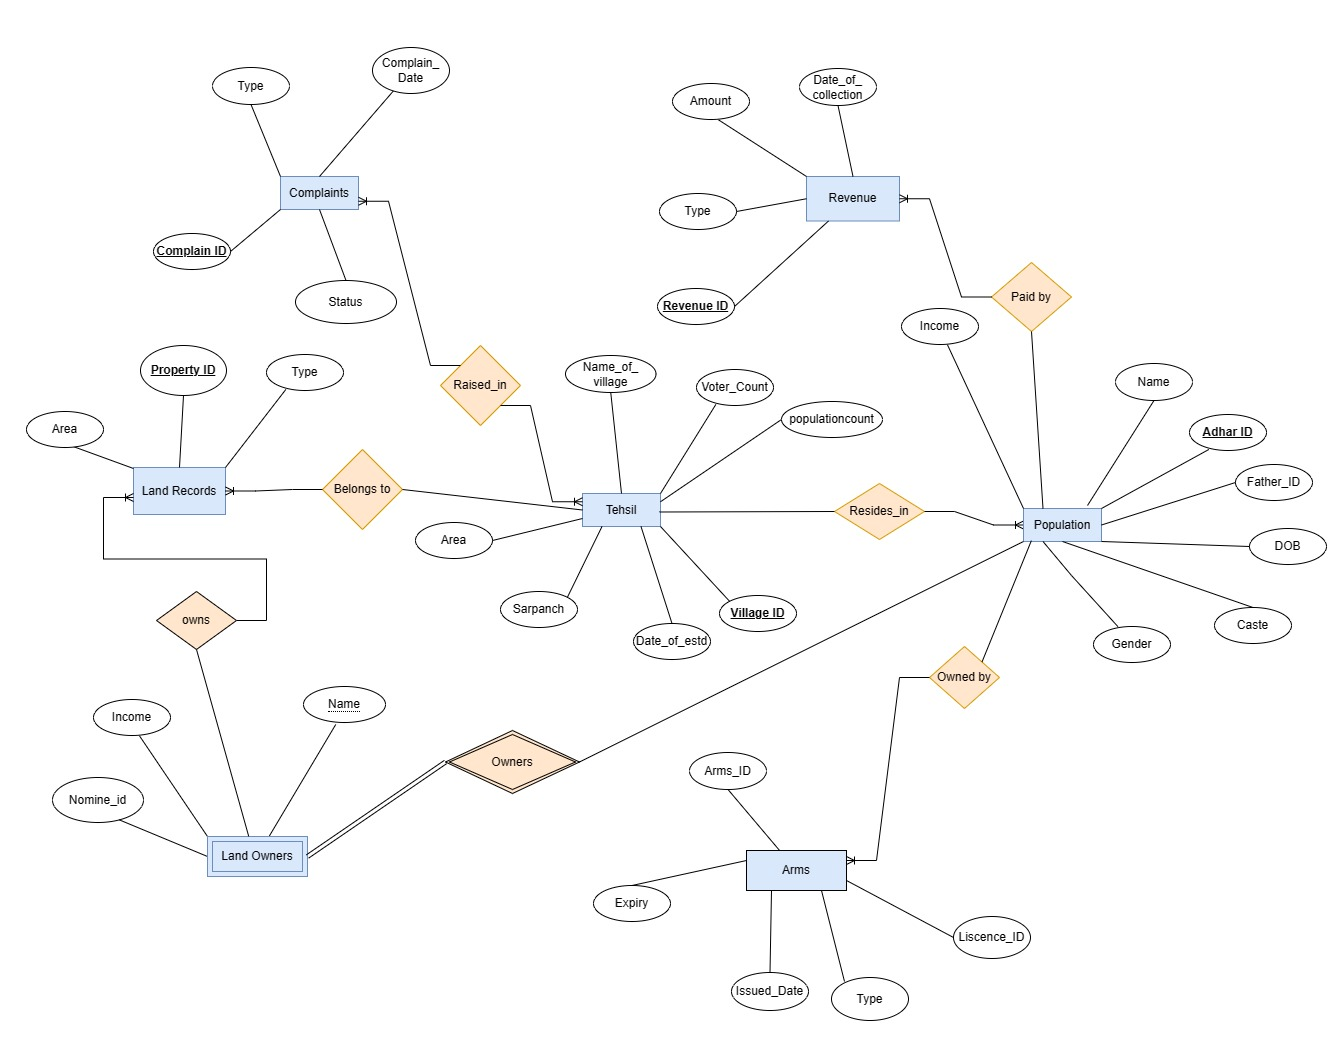 Complain_
Date
Type
Date_of_
collection
Amount
Complaints
Revenue
Type
Complain ID
Status
Revenue ID
Paid by
Income
Property ID
Type
Raised_in
Name_of_
village
Voter_Count
Name
populationcount
Area
Adhar ID
Land Records
Belongs to
Father_ID
Tehsil
Resides_in
Population
Area
DOB
Sarpanch
Village ID
Date_of_estd
Caste
Gender
owns
Owned by
Income
Name
Owners
Arms_ID
Nomine_id
Land Owners
Arms
Expiry
Liscence_ID
Issued_Date
Type